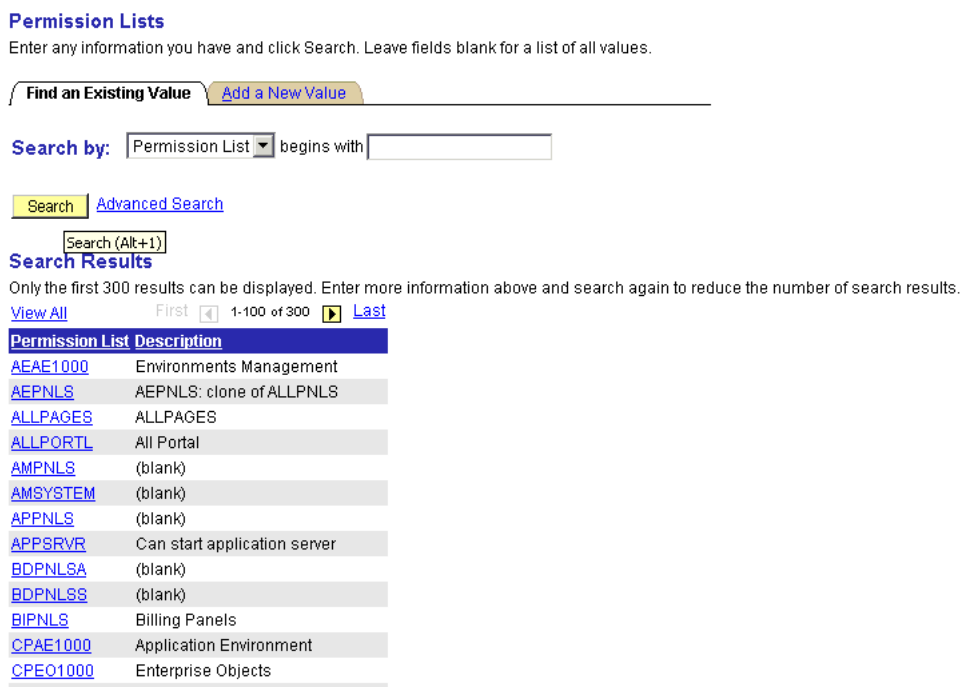 Permission Lists
Enter any information you have and click Search. Leave fields blank for a list of all values.
Find an Existing Value Add a New Value
Search by: Permission List begins with
Search Advanced Search
Search (Alt+1)
Search Results
Only the first 300 results can be displayed. Enter more information above and search again to reduce the number of search results.
View All First 1-100 of 300 Last
Permission List Description
AEAE1000 Environments Management
AEPNLS AEPNLS: clone of ALLPNLS
ALLPAGES ALLPAGES
ALLPORTL All Portal
AMPNLS (blank)
AMSYSTEM (blank)
APPNLS (blank)
APPSRVR Can start application server
BDPNLSA (blank)
BDPNLSS (blank)
BIPNLS Billing Panels
CPAE1000 Application Environment
CPEO1000 Enterprise Objects